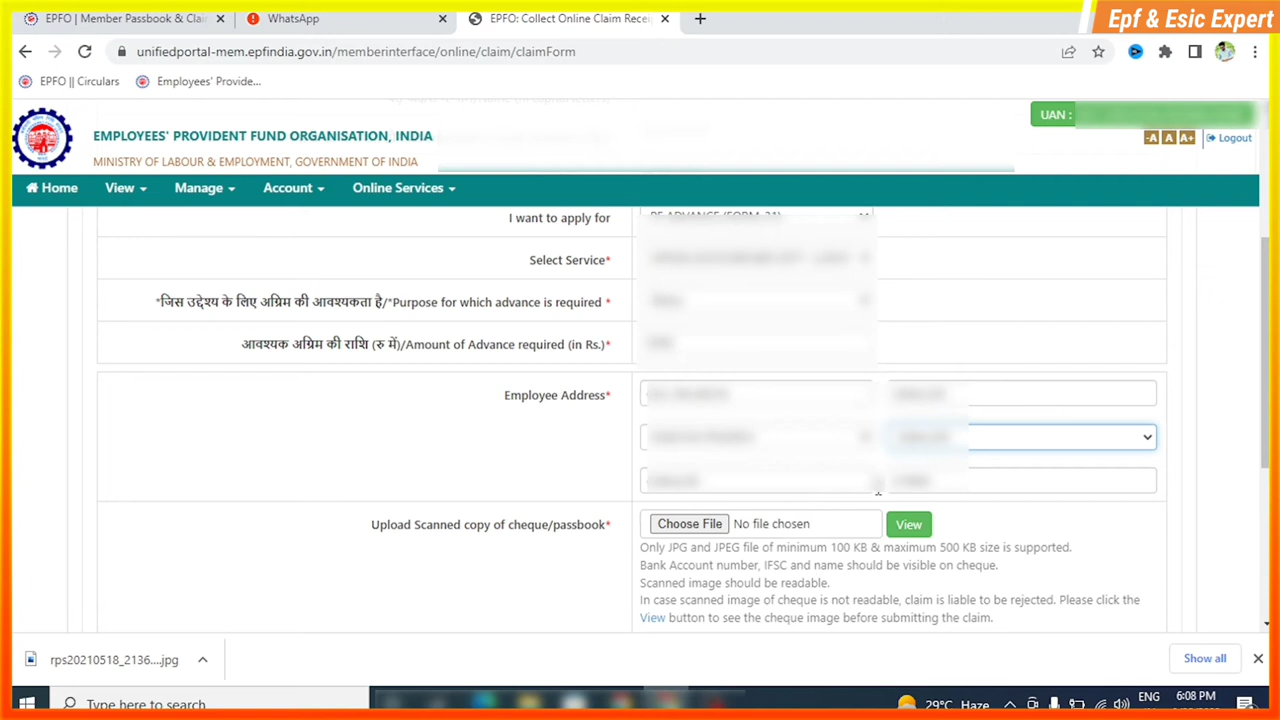 EPFO | Member Passbook & Clai
WhatsApp
EPFO: Collect Online Claim Recei
Epf & Esic Expert
unifiedportal-mem.epfindia.gov.in/memberinterface/online/claim/claimForm
EPFO || Circulars
Employees' Provide...
UAN :
EMPLOYEES' PROVIDENT FUND ORGANISATION, INDIA
-A A A+ Logout
MINISTRY OF LABOUR & EMPLOYMENT, GOVERNMENT OF INDIA
Home View Manage Account Online Services
I want to apply for PF ADVANCE (FORM-31)
Select Service*
*जिस उद्देश्य के लिए अग्रिम की आवश्यकता है/*Purpose for which advance is required *
आवश्यक अग्रिम की राशि (रु में)/Amount of Advance required (in Rs.)*
Employee Address*
Upload Scanned copy of cheque/passbook* Choose File No file chosen View
Only JPG and JPEG file of minimum 100 KB & maximum 500 KB size is supported.
Bank Account number, IFSC and name should be visible on cheque.
Scanned image should be readable.
In case scanned image of cheque is not readable, claim is liable to be rejected. Please click the
View button to see the cheque image before submitting the claim.
rps20210518_2136....jpg
Show all
Type here to search
29°C Haze
ENG
6:08 PM